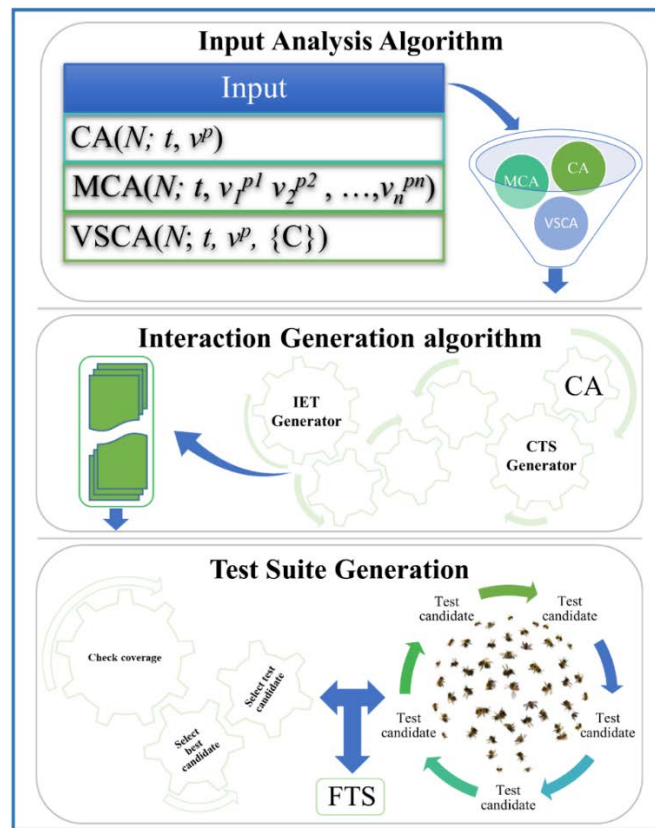 Input Analysis Algorithm
Input
CA(N; t, v^p)
MCA(N; t, v_1^{p1} v_2^{p2} , …,v_n^{pn})
VSCA(N; t, v^p, {C})
MCA
CA
VSCA
Interaction Generation algorithm
IET
Generator
CA
CTS
Generator
Test Suite Generation
Check coverage
Select
best
candidate
Select test
candidate
FTS
Test
candidate
Test
candidate
Test
candidate
Test
candidate
Test
candidate